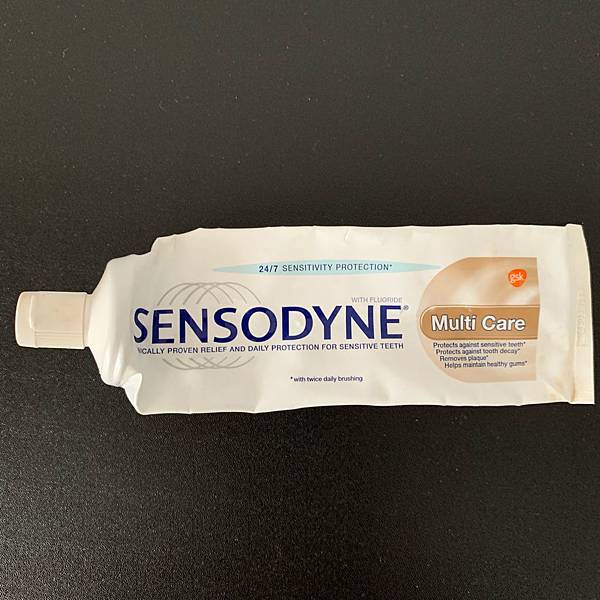 24/7 SENSITIVITY PROTECTION*
WITH FLUORIDE
SENSODYNE®
NICALLY PROVEN RELIEF AND DAILY PROTECTION FOR SENSITIVE TEETH
*with twice daily brushing
gsk
Multi Care
Protects against sensitive teeth*
Protects against tooth decay*
Removes plaque*
Helps maintain healthy gums*